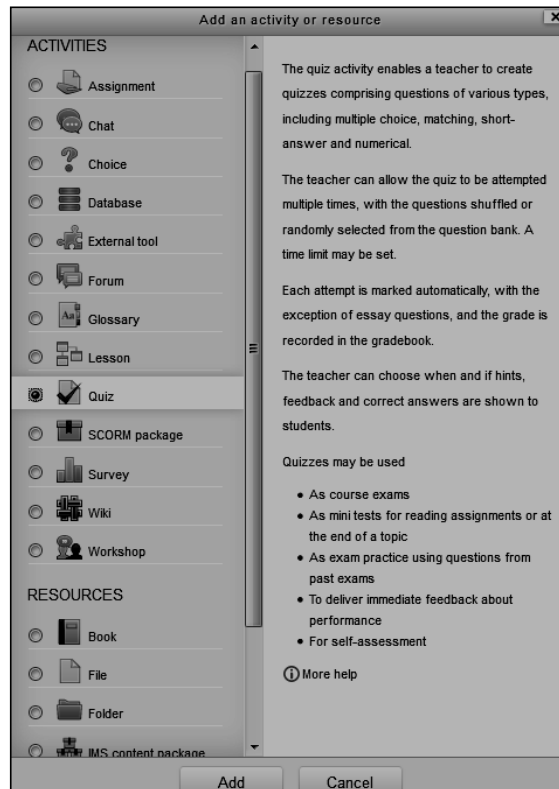 Add an activity or resource
ACTIVITIES
Assignment
Chat
Choice
Database
External tool
Forum
Glossary
Lesson
Quiz
SCORM package
Survey
Wiki
Workshop
RESOURCES
Book
File
Folder
IMS content package
The quiz activity enables a teacher to create
quizzes comprising questions of various types,
including multiple choice, matching, short-
answer and numerical.
The teacher can allow the quiz to be attempted
multiple times, with the questions shuffled or
randomly selected from the question bank. A
time limit may be set.
Each attempt is marked automatically, with the
exception of essay questions, and the grade is
recorded in the gradebook.
The teacher can choose when and if hints,
feedback and correct answers are shown to
students.
Quizzes may be used
As course exams
As mini tests for reading assignments or at
the end of a topic
As exam practice using questions from
past exams
To deliver immediate feedback about
performance
For self-assessment
More help
Add
Cancel